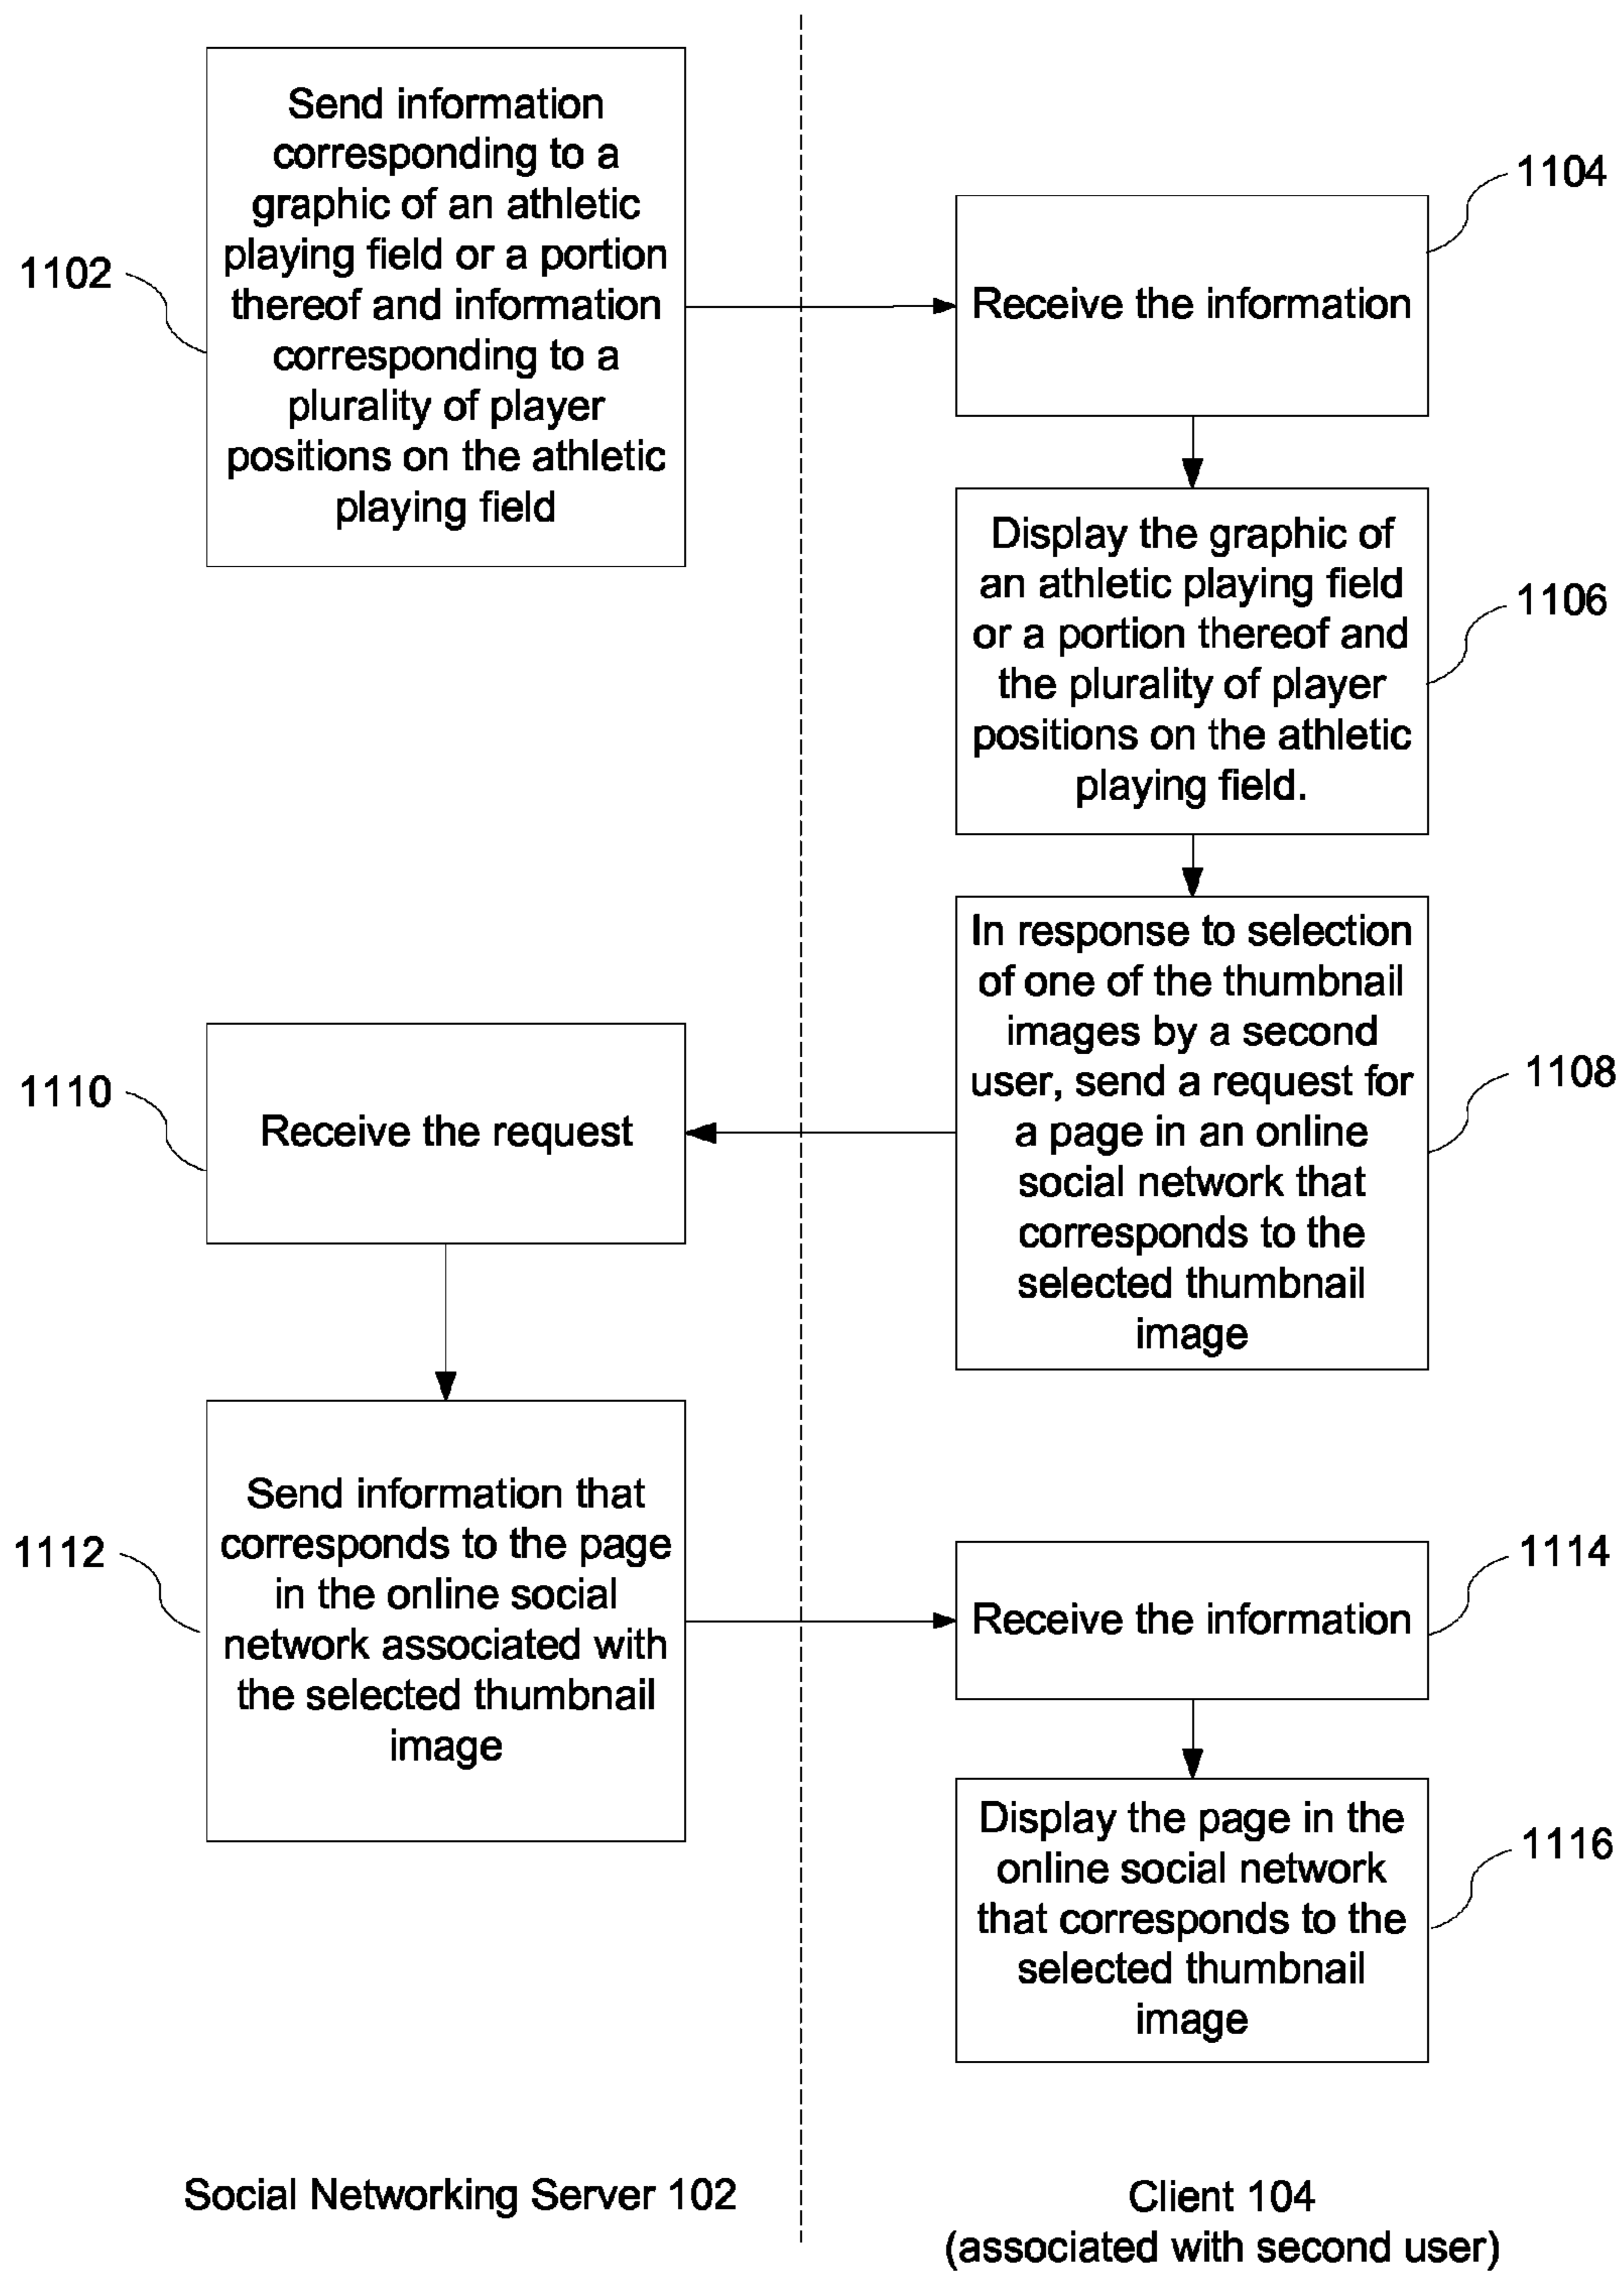 Send information
corresponding to a
graphic of an athletic
playing field or a portion
thereof and information
corresponding to a
plurality of player
positions on the athletic
playing field
1102
1104
Receive the information
Display the graphic of
an athletic playing field
or a portion thereof and
the plurality of player
positions on the athletic
playing field.
1106
In response to selection
of one of the thumbnail
images by a second
user, send a request for
a page in an online
social network that
corresponds to the
selected thumbnail
image
1108
1110
Receive the request
1112
Send information that
corresponds to the page
in the online social
network associated with
the selected thumbnail
image
1114
Receive the information
Display the page in the
online social network
that corresponds to the
selected thumbnail
image
1116
Social Networking Server 102
Client 104
(associated with second user)